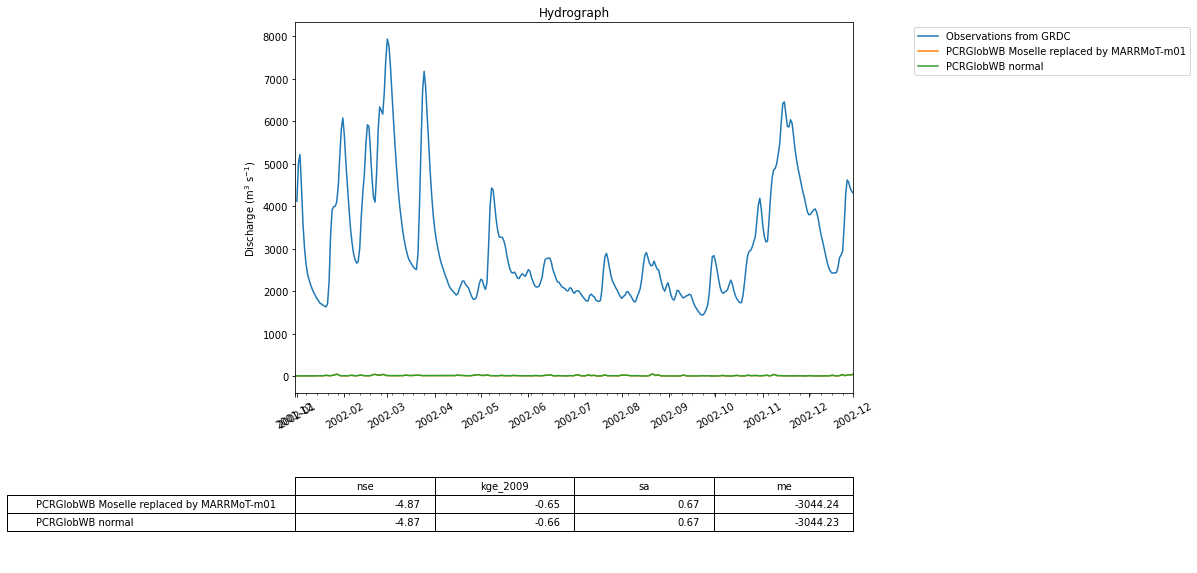 Hydrograph
Observations from GRDC
PCRGlobWB Moselle replaced by MARRMoT-m01
PCRGlobWB normal
Discharge (m³ s⁻¹)
8000
7000
6000
5000
4000
3000
2000
1000
0
2002-02 2002-03 2002-04 2002-05 2002-06 2002-07 2002-08 2002-09 2002-10 2002-11 2002-12 2002-12
nse kge_2009 sa me
PCRGlobWB Moselle replaced by MARRMoT-m01 -4.87 -0.65 0.67 -3044.24
PCRGlobWB normal -4.87 -0.66 0.67 -3044.23